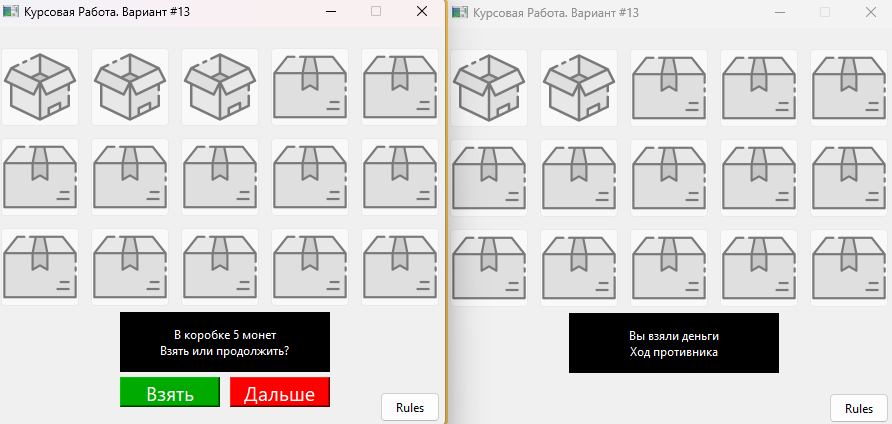 Курсовая Работа. Вариант #13
В коробке 5 монет
Взять или продолжить?
Взять
Дальше
Rules
Курсовая Работа. Вариант #13
Вы взяли деньги
Ход противника
Rules